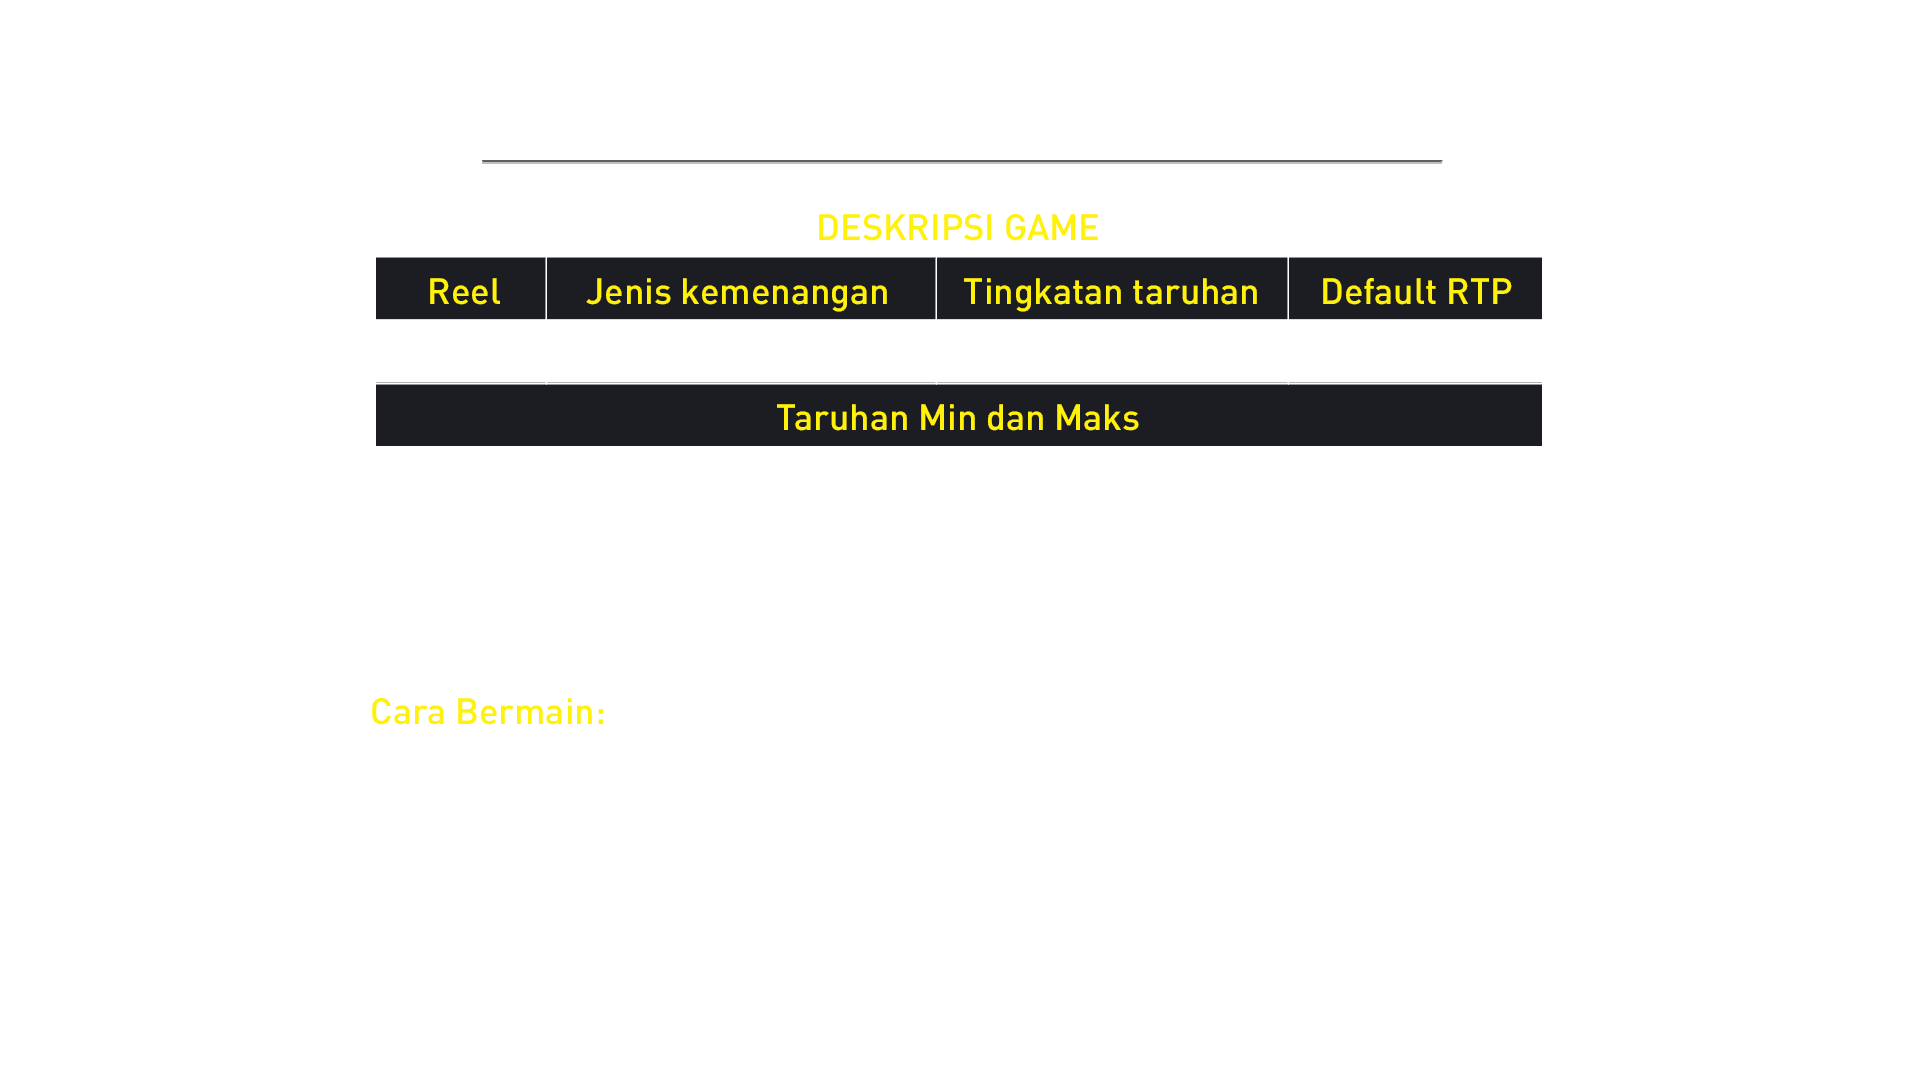 DESKRIPSI GAME
Reel Jenis kemenangan Tingkatan taruhan Default RTP
Taruhan Min dan Maks
Cara Bermain: